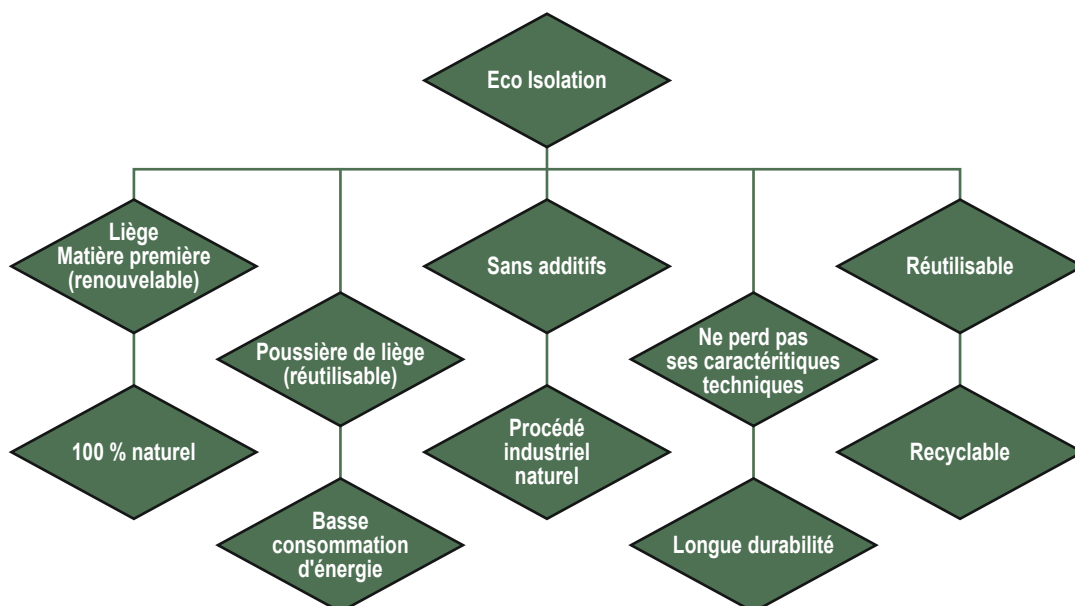 Eco Isolation
Liège
Matière première
(renouvelable)
Sans additifs
Réutilisable
Poussière de liège
(réutilisable)
Ne perd pas
ses caractéritiques
techniques
100 % naturel
Procédé
industriel
naturel
Recyclable
Basse
consommation
d'énergie
Longue durabilité